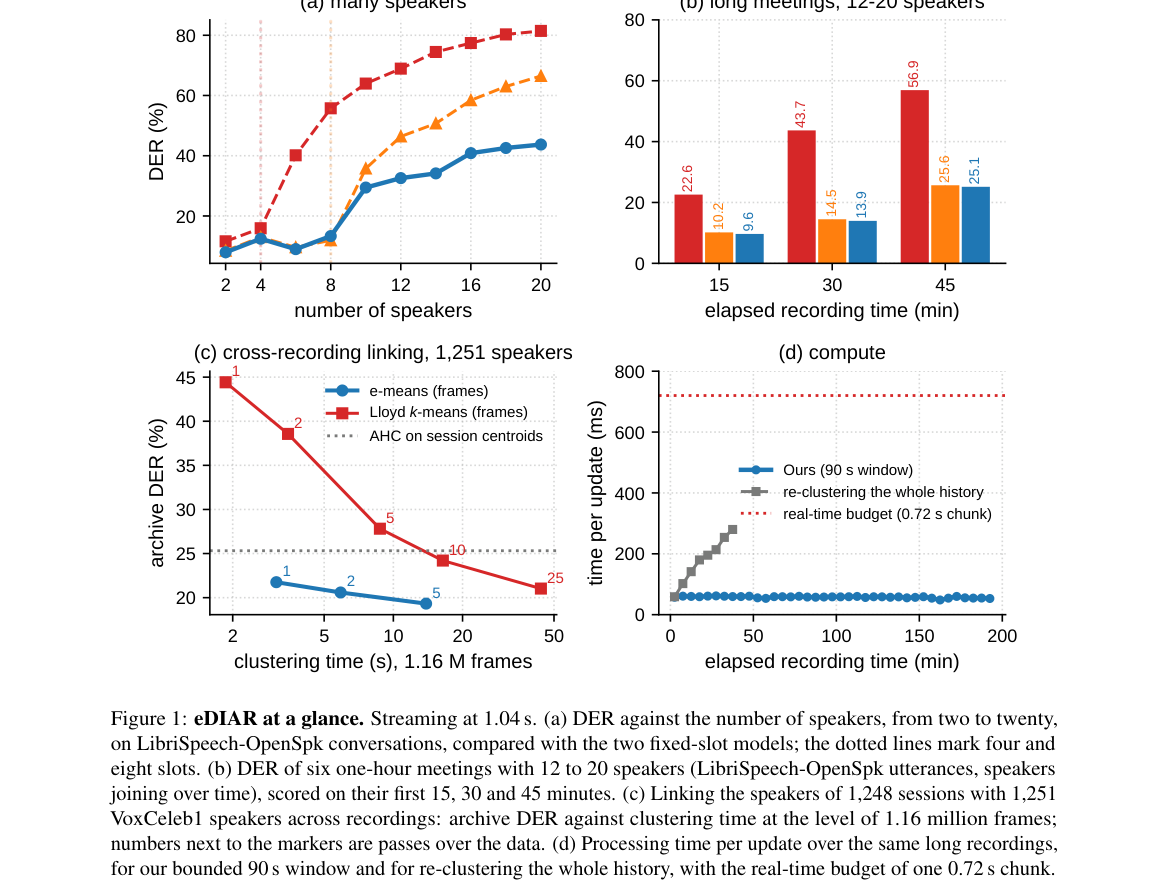 (a) many speakers
(b) long meetings, 12-20 speakers
80
60
40
20
DER (%)
2 4 8 12 16 20
number of speakers
80
60
40
20
0
22.6
10.2
9.6
43.7
14.5
13.9
56.9
25.6
25.1
15 30 45
elapsed recording time (min)
(c) cross-recording linking, 1,251 speakers
45
40
35
30
25
20
archive DER (%)
1
2
5
10
25
1
2
5
e-means (frames)
Lloyd k-means (frames)
AHC on session centroids
2 5 10 20 50
clustering time (s), 1.16 M frames
(d) compute
800
600
400
200
0
time per update (ms)
Ours (90 s window)
re-clustering the whole history
real-time budget (0.72 s chunk)
0 50 100 150 200
elapsed recording time (min)
Figure 1: eDIAR at a glance. Streaming at 1.04 s. (a) DER against the number of speakers, from two to twenty,
on LibriSpeech-OpenSpk conversations, compared with the two fixed-slot models; the dotted lines mark four and
eight slots. (b) DER of six one-hour meetings with 12 to 20 speakers (LibriSpeech-OpenSpk utterances, speakers
joining over time), scored on their first 15, 30 and 45 minutes. (c) Linking the speakers of 1,248 sessions with 1,251
VoxCeleb1 speakers across recordings: archive DER against clustering time at the level of 1.16 million frames;
numbers next to the markers are passes over the data. (d) Processing time per update over the same long recordings,
for our bounded 90 s window and for re-clustering the whole history, with the real-time budget of one 0.72 s chunk.